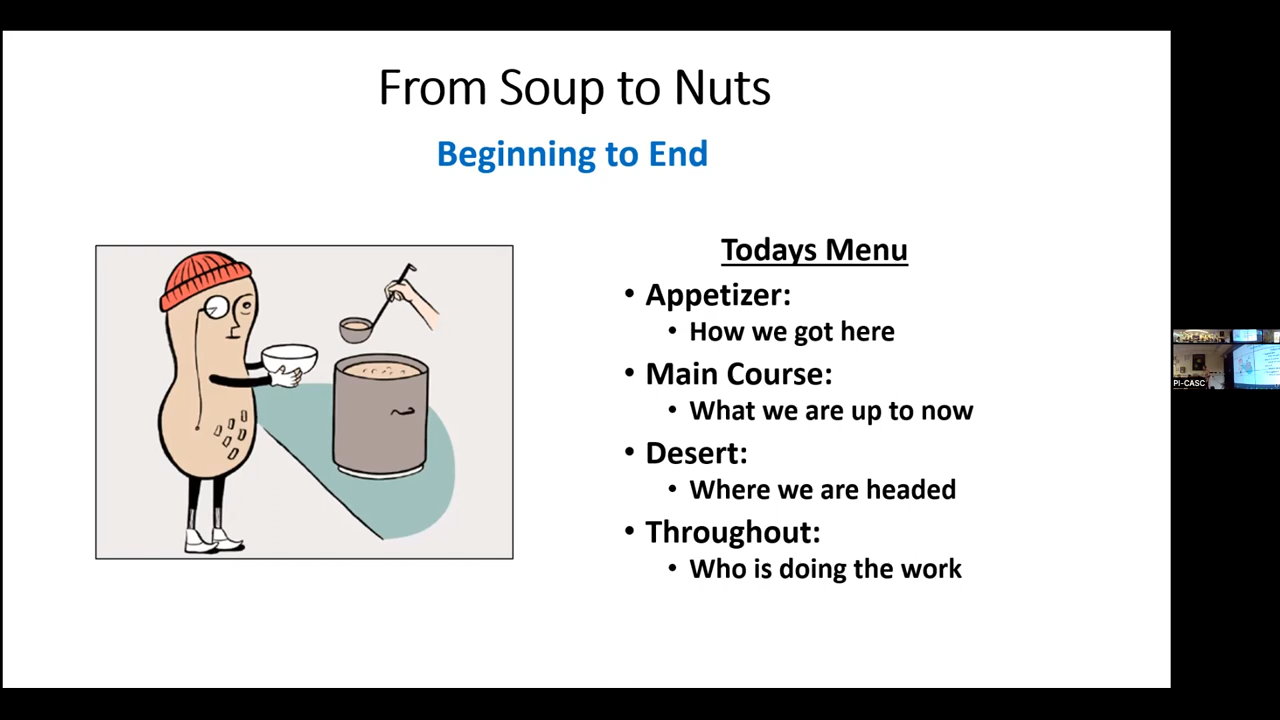 From Soup to Nuts
Beginning to End
Todays Menu
• Appetizer:
• How we got here
• Main Course:
• What we are up to now
• Desert:
• Where we are headed
• Throughout:
• Who is doing the work
PI-CASC